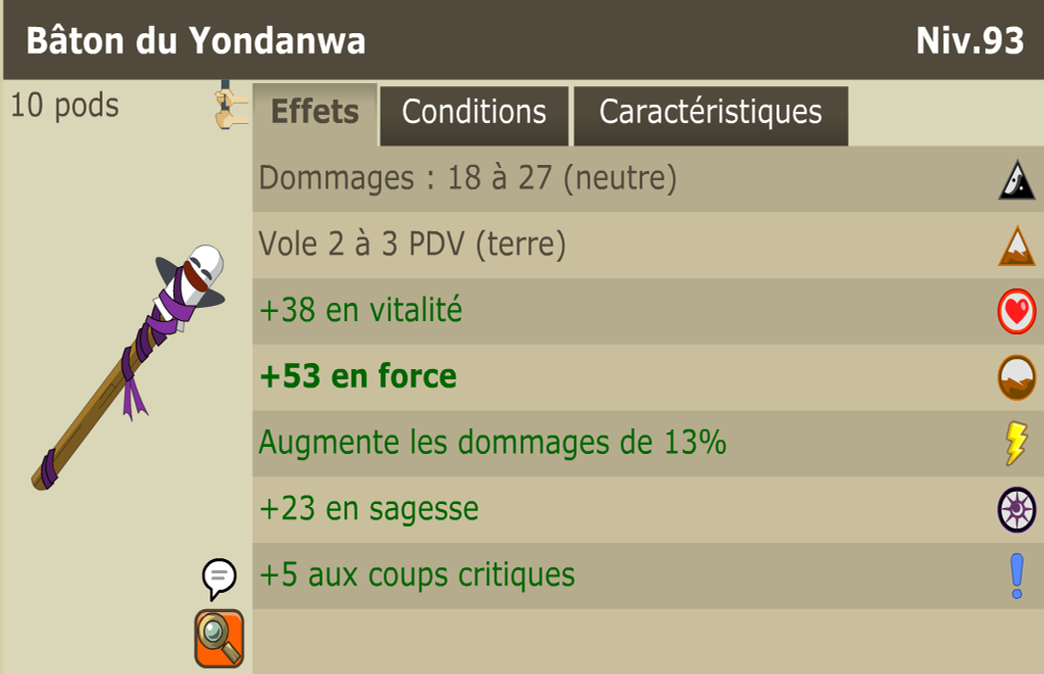 Bâton du Yondanwa
Niv.93
10 pods
Effets
Conditions
Caractéristiques
Dommages : 18 à 27 (neutre)
Vole 2 à 3 PDV (terre)
+38 en vitalité
+53 en force
Augmente les dommages de 13%
+23 en sagesse
+5 aux coups critiques